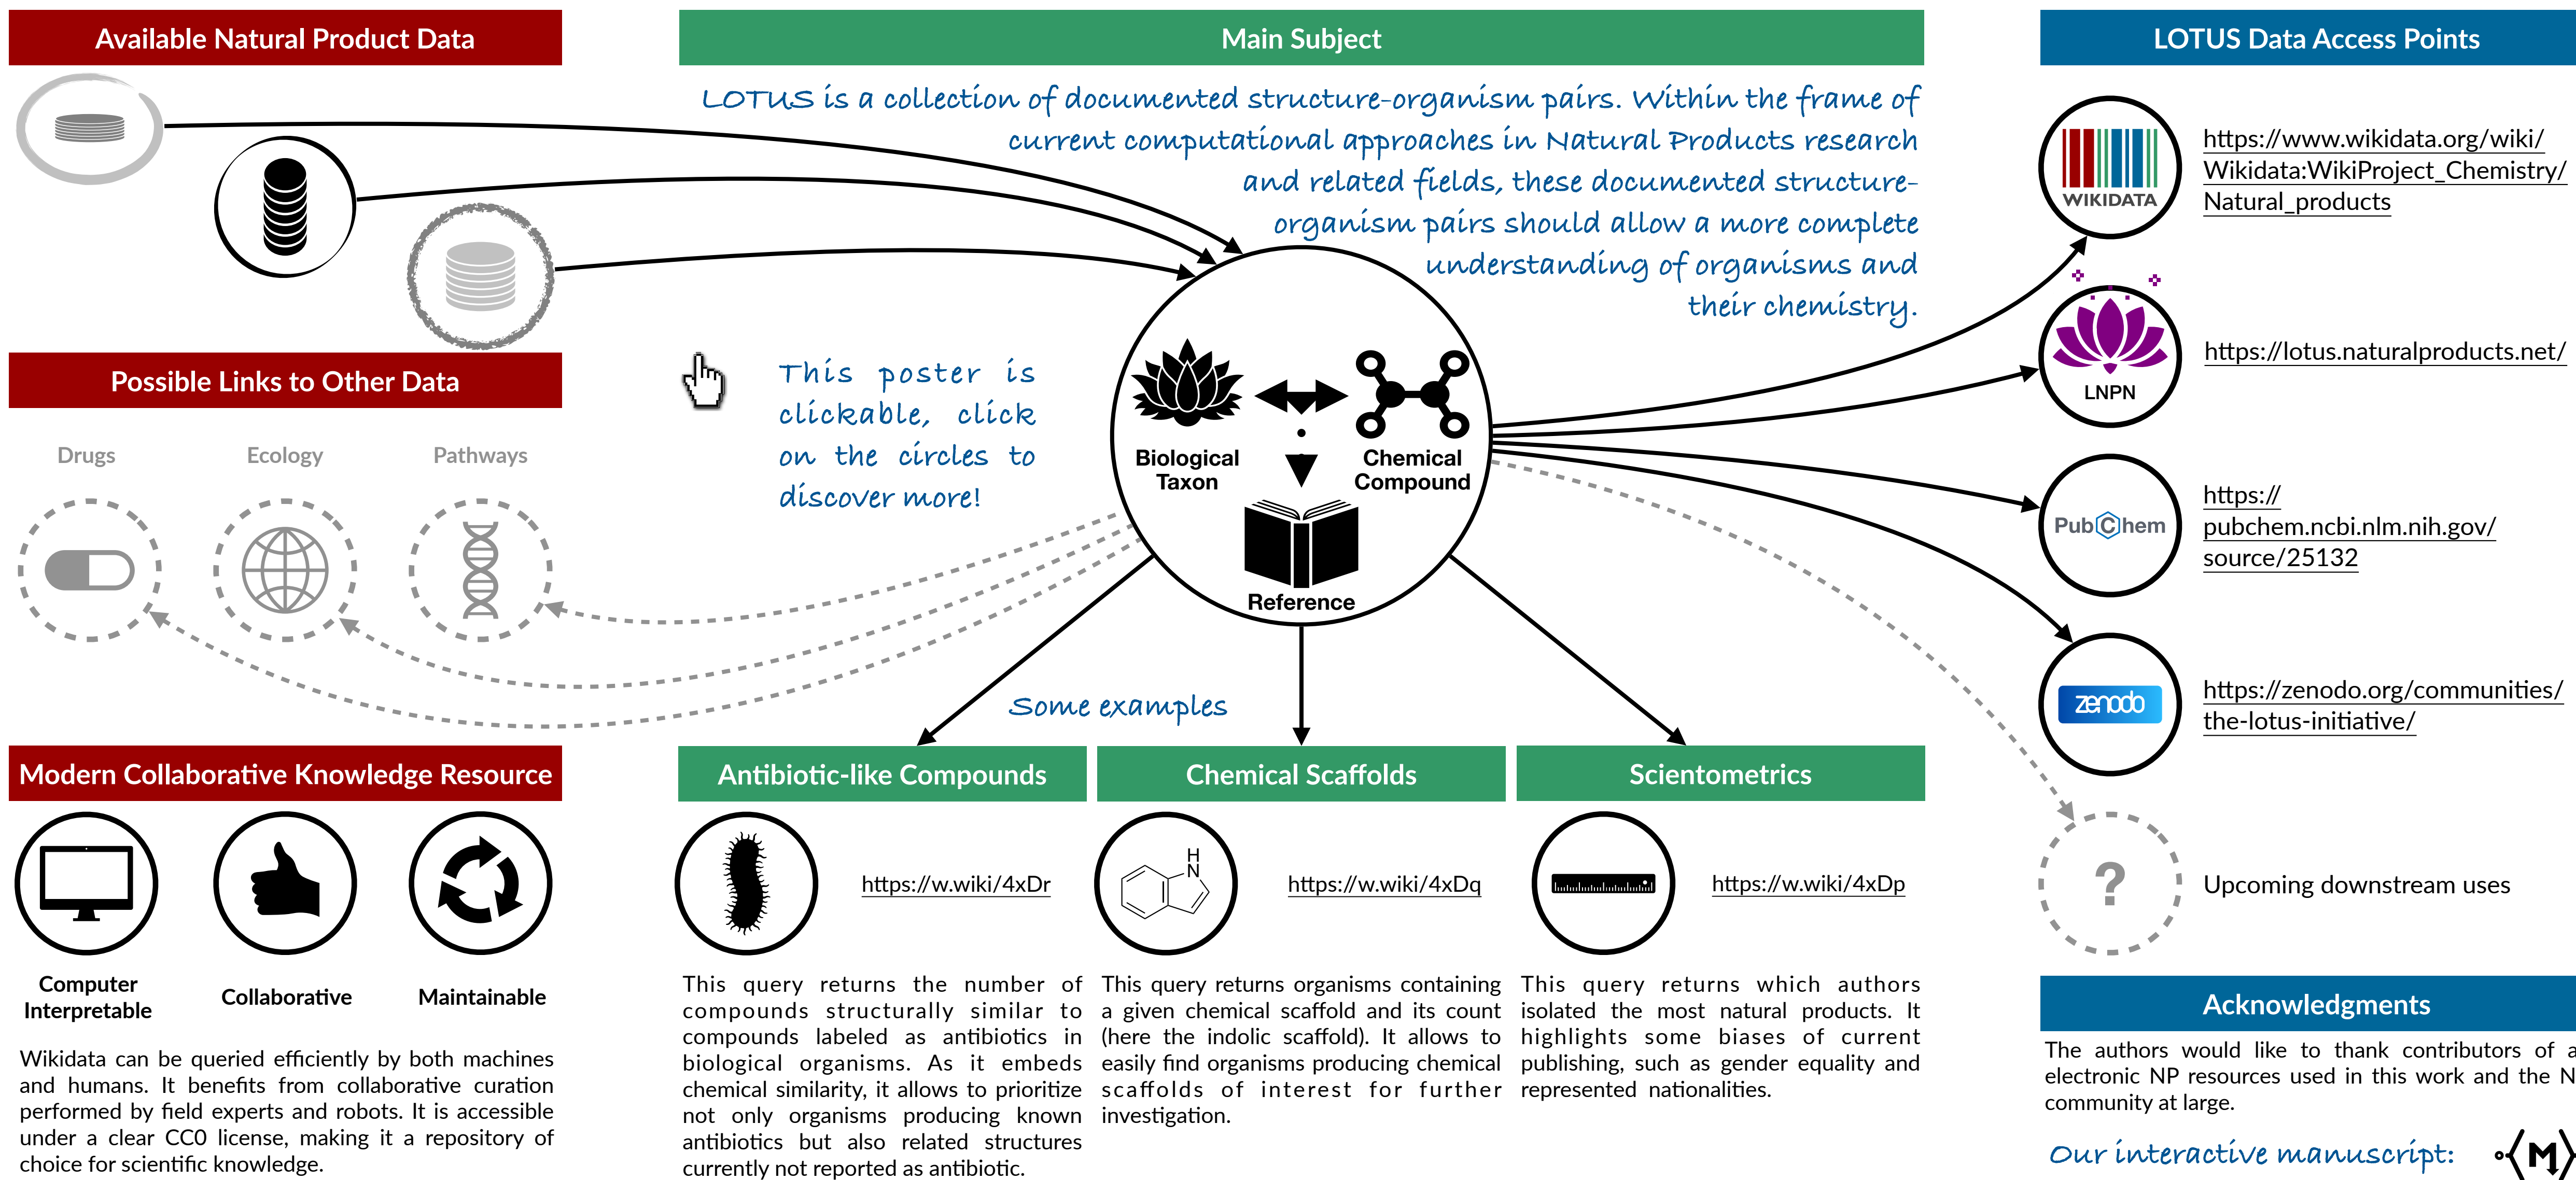 Available Natural Product Data
Possible Links to Other Data
Drugs
Ecology
Pathways
Modern Collaborative Knowledge Resource
Computer
Interpretable
Collaborative
Maintainable
Wikidata can be queried efficiently by both machines
and humans. It benefits from collaborative curation
performed by field experts and robots. It is accessible
under a clear CC0 license, making it a repository of
choice for scientific knowledge.
Main Subject
LOTUS is a collection of documented structure-organism pairs. Within the frame of
current computational approaches in Natural Products research
and related fields, these documented structure-
organism pairs should allow a more complete
understanding of organisms and
their chemistry.
This poster is
clickable, click
on the circles to
discover more!
Biological
Taxon
Chemical
Compound
Reference
Some examples
Antibiotic-like Compounds
https://w.wiki/4xDr
This query returns the number of
compounds structurally similar to
compounds labeled as antibiotics in
biological organisms. As it embeds
chemical similarity, it allows to prioritize
not only organisms producing known
antibiotics but also related structures
currently not reported as antibiotic.
Chemical Scaffolds
H
N
https://w.wiki/4xDq
This query returns organisms containing
a given chemical scaffold and its count
(here the indolic scaffold). It allows to
easily find organisms producing chemical
scaffolds of interest for further
investigation.
Scientometrics
https://w.wiki/4xDp
This query returns which authors
isolated the most natural products. It
highlights some biases of current
publishing, such as gender equality and
represented nationalities.
LOTUS Data Access Points
WIKIDATA
https://www.wikidata.org/wiki/
Wikidata:WikiProject_Chemistry/
Natural_products
LNPN
https://lotus.naturalproducts.net/
PubChem
https://
pubchem.ncbi.nlm.nih.gov/
source/25132
zenodo
https://zenodo.org/communities/
the-lotus-initiative/
?
Upcoming downstream uses
Acknowledgments
The authors would like to thank contributors of
electronic NP resources used in this work and the
community at large.
Our interactive manuscript:
M